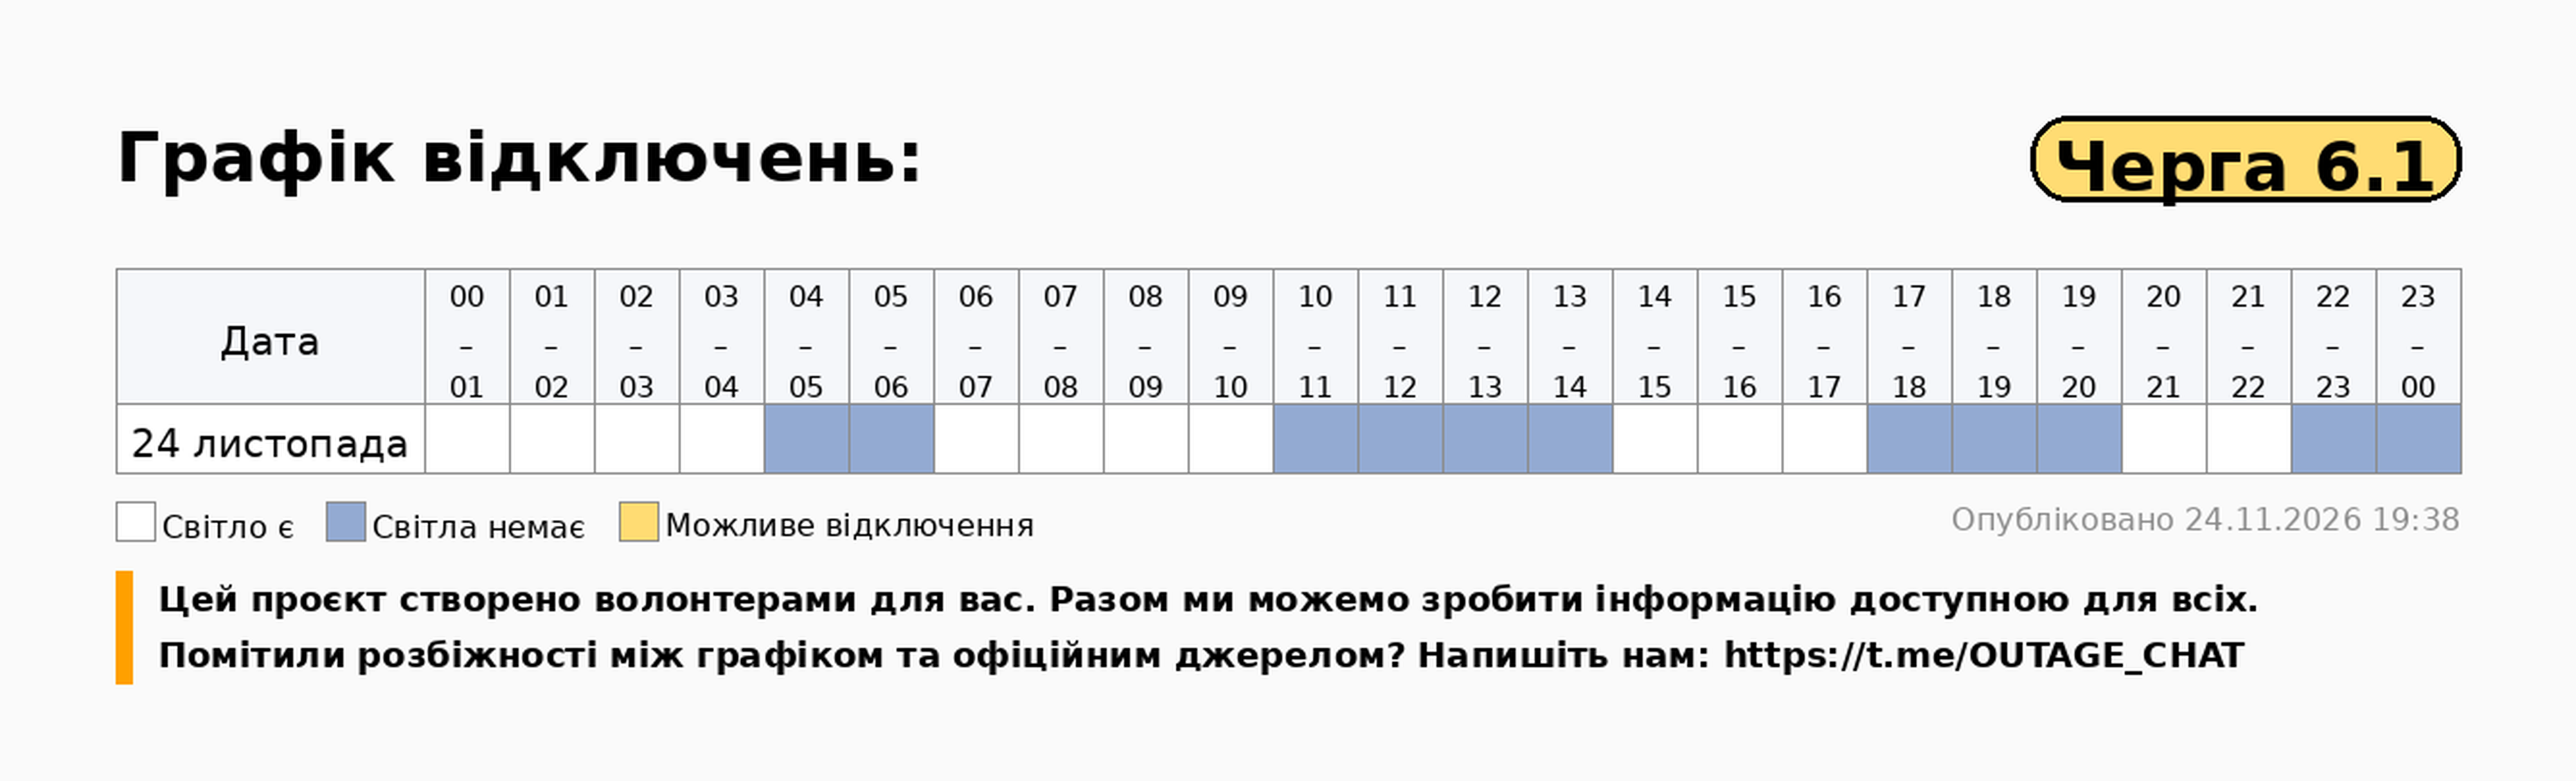 Графік відключень:
Черга 6.1
Дата 00 – 01 01 – 02 02 – 03 03 – 04 04 – 05 05 – 06 06 – 07 07 – 08 08 – 09 09 – 10 10 – 11 11 – 12 12 – 13 13 – 14 14 – 15 15 – 16 16 – 17 17 – 18 18 – 19 19 – 20 20 – 21 21 – 22 22 – 23 23 – 00
24 листопада
Світло є Світла немає Можливе відключення
Опубліковано 24.11.2026 19:38
Цей проєкт створено волонтерами для вас. Разом ми можемо зробити інформацію доступною для всіх.
Помітили розбіжності між графіком та офіційним джерелом? Напишіть нам: https://t.me/OUTAGE_CHAT